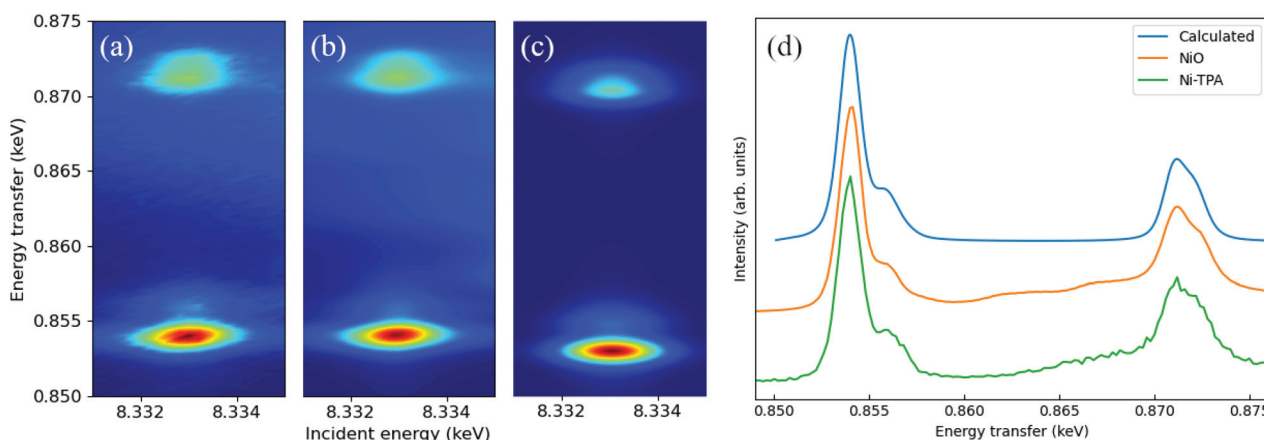 (a)
(b)
(c)
(d)
0.875
0.870
0.865
0.860
0.855
0.850
Energy transfer (keV)
8.332 8.334 8.332 8.334 8.332 8.334
Incident energy (keV)
Intensity (arb. units)
Calculated
NiO
Ni-TPA
0.850 0.855 0.860 0.865 0.870 0.875
Energy transfer (keV)